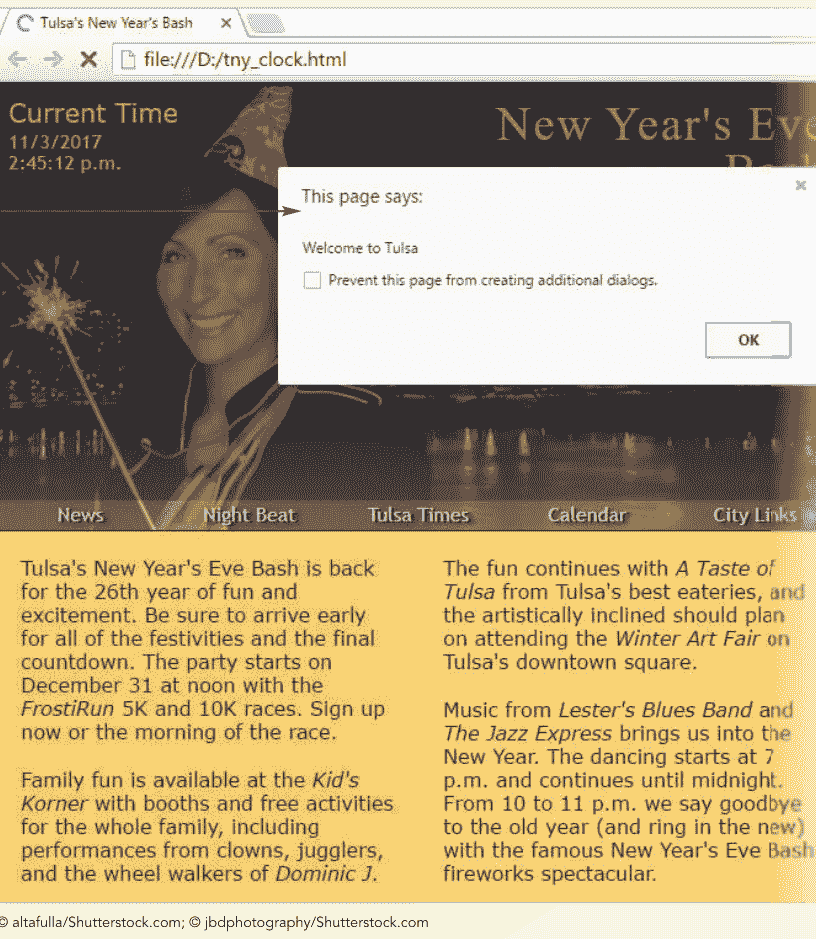 Tulsa's New Year's Bash
file:///D:/tny_clock.html
Current Time
11/3/2017
2:45:12 p.m.
New Year's Eve
This page says:
Welcome to Tulsa
Prevent this page from creating additional dialogs.
OK
News Night Beat Tulsa Times Calendar City Links
Tulsa's New Year's Eve Bash is back
for the 26th year of fun and
excitement. Be sure to arrive early
for all of the festivities and the final
countdown. The party starts on
December 31 at noon with the
FrostiRun 5K and 10K races. Sign up
now or the morning of the race.
Family fun is available at the Kid's
Korner with booths and free activities
for the whole family, including
performances from clowns, jugglers,
and the wheel walkers of Dominic J.
The fun continues with A Taste of
Tulsa from Tulsa's best eateries, and
the artistically inclined should plan
on attending the Winter Art Fair on
Tulsa's downtown square.
Music from Lester's Blues Band and
The Jazz Express brings us into the
New Year. The dancing starts at 7
p.m. and continues until midnight.
From 10 to 11 p.m. we say goodbye
to the old year (and ring in the new)
with the famous New Year's Eve Bash
fireworks spectacular.
© altafulla/Shutterstock.com; © jbdphotography/Shutterstock.com